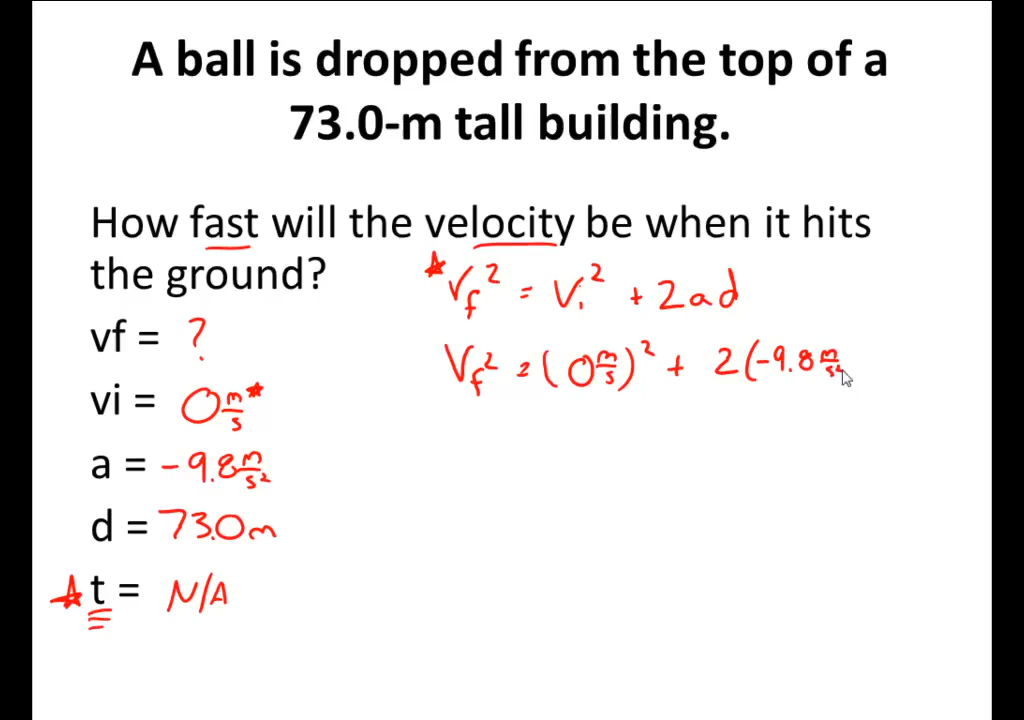 A ball is dropped from the top of a
73.0-m tall building.
How fast will the velocity be when it hits
the ground?
★ Vf² = Vi² + 2ad
vf = ?
Vf² = (0 m/s)² + 2(-9.8 m/s²
vi = 0 m/s ★
a = -9.8 m/s²
d = 73.0m
★ t = N/A